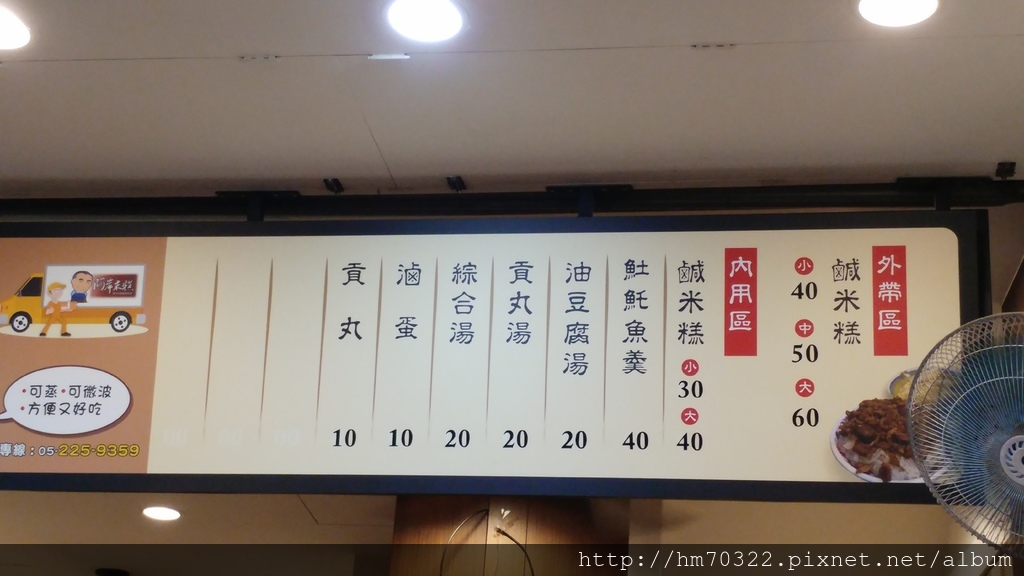 外帶區
鹹米糕
小
40
中
50
大
60
內用區
鹹米糕
小
30
大
40
䰵魠魚羹
40
油豆腐湯
20
貢丸湯
20
綜合湯
20
滷蛋
10
貢丸
10
•可蒸•可微波
•方便又好吃
專線：05-225-9359
http://hm70322.pixnet.net/album